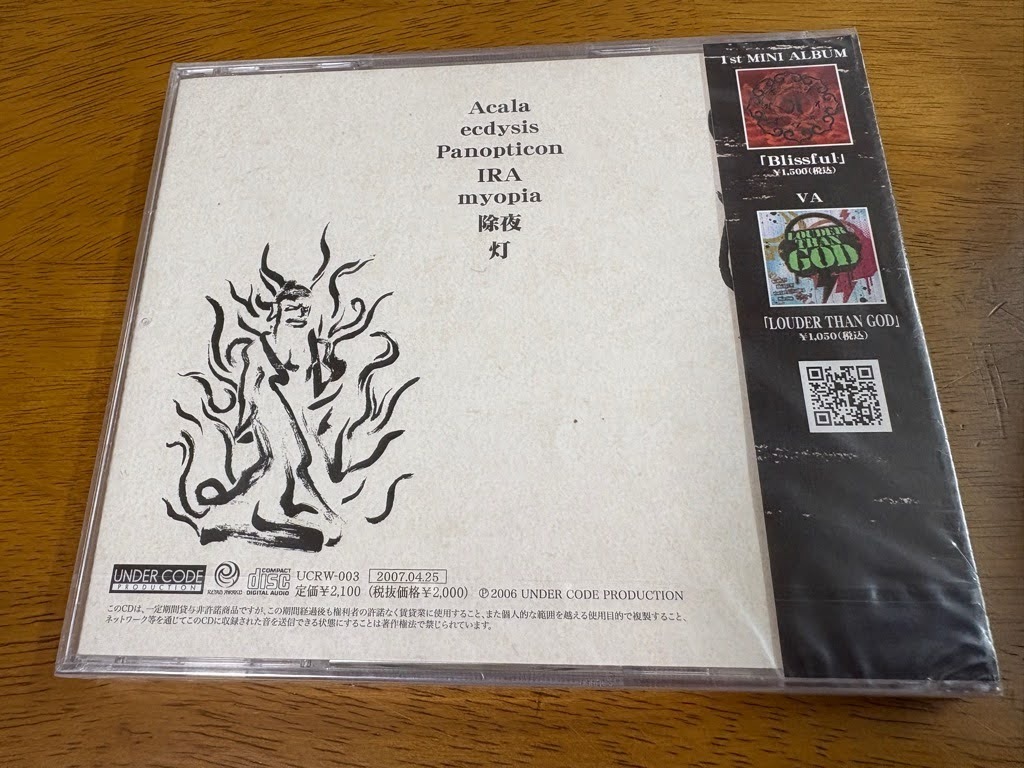 Acala
ecdysis
Panopticon
IRA
myopia
除夜
灯
UNDER CODE
PRODUCTION
COMPACT
disc
DIGITAL AUDIO
UCRW-003 2007.04.25
定価¥2,100(税抜価格¥2,000) Ⓟ2006 UNDER CODE PRODUCTION
このCDは、一定期間貸与非許諾商品ですが、この期間経過後も権利者の許諾なく賃貸業に使用すること、また個人的な範囲を越える使用目的で複製すること、
ネットワーク等を通じてこのCDに収録された音を送信できる状態にすることは著作権法で禁じられています。
1st MINI ALBUM
「Blissful」
¥1,500(税込)
VA
LOUDER
THAN
GOD
「LOUDER THAN GOD」
¥1,050(税込)